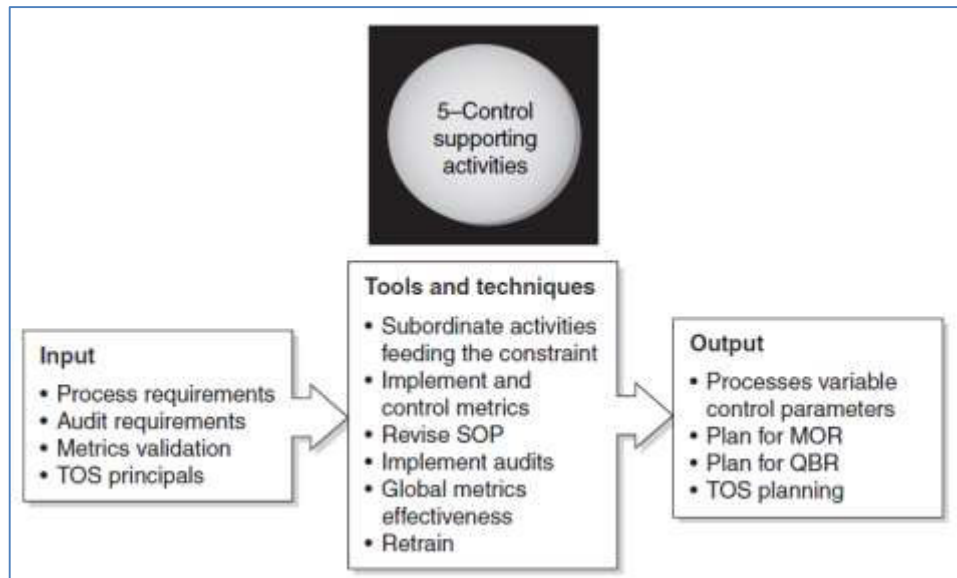 5–Control
supporting
activities
Input
• Process requirements
• Audit requirements
• Metrics validation
• TOS principals
Tools and techniques
• Subordinate activities
feeding the constraint
• Implement and
control metrics
• Revise SOP
• Implement audits
• Global metrics
effectiveness
• Retrain
Output
• Processes variable
control parameters
• Plan for MOR
• Plan for QBR
• TOS planning